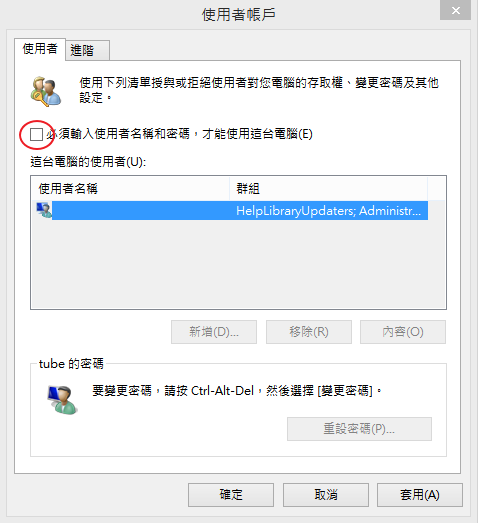 使用者帳戶
使用者
進階
使用下列清單授與或拒絕使用者對您電腦的存取權、變更密碼及其他
設定。
必須輸入使用者名稱和密碼，才能使用這台電腦(E)
這台電腦的使用者(U):
使用者名稱
群組
HelpLibraryUpdaters; Administr...
新增(D)...
移除(R)
內容(O)
tube 的密碼
要變更密碼，請按 Ctrl-Alt-Del，然後選擇 [變更密碼]。
重設密碼(P)...
確定
取消
套用(A)